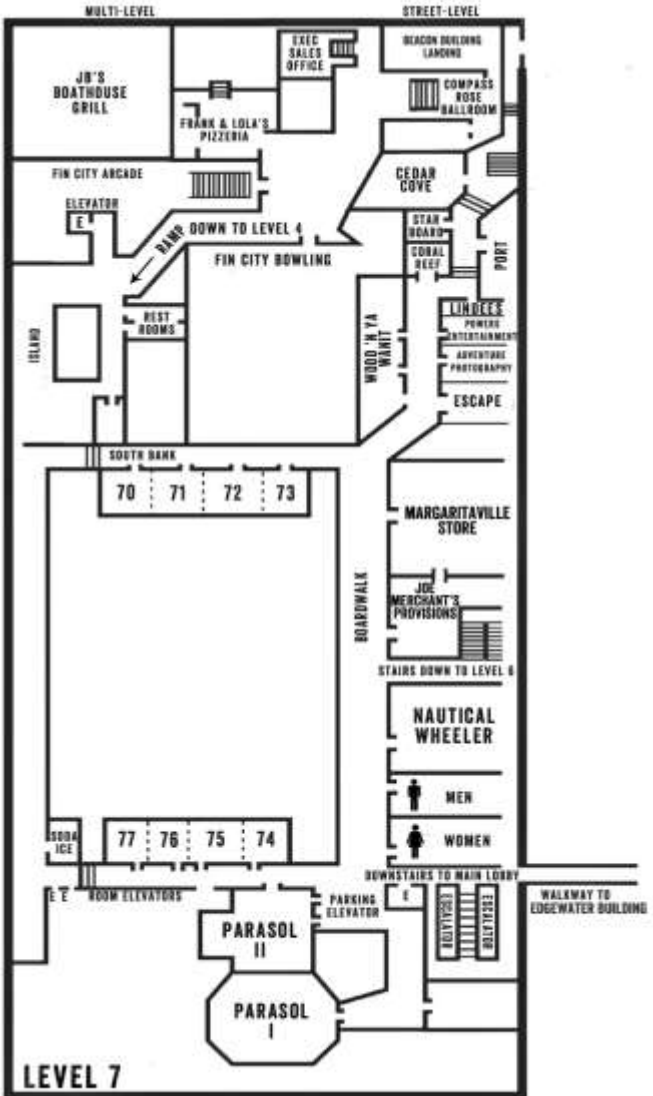 MULTI-LEVEL
STREET-LEVEL
JB'S
BOATHOUSE
GRILL
EXEC
SALES
OFFICE
BEACON BUILDING
LANDING
COMPASS
ROSE
BALLROOM
FRANK & LOLA'S
PIZZERIA
FIN CITY ARCADE
CEDAR
COVE
ELEVATOR
E
RAMP
DOWN TO LEVEL 4
STAR
BOARD
PORT
FIN CITY BOWLING
CORAL
REEF
REST
ROOMS
ISLAND
WOOD 'N YA
WANIT
LINDEES
POWERS
ENTERTAINMENT
ADVENTURE
PHOTOGRAPHY
ESCAPE
SOUTH BANK
70
71
72
73
MARGARITAVILLE
STORE
BOARDWALK
JOE
MERCHANT'S
PROVISIONS
STAIRS DOWN TO LEVEL 6
NAUTICAL
WHEELER
MEN
WOMEN
SODA
ICE
77
76
75
74
DOWNSTAIRS TO MAIN LOBBY
E E
ROOM ELEVATORS
PARKING
ELEVATOR
E
ESCALATOR
ESCALATOR
WALKWAY TO
EDGEWATER BUILDING
PARASOL
II
PARASOL
I
LEVEL 7